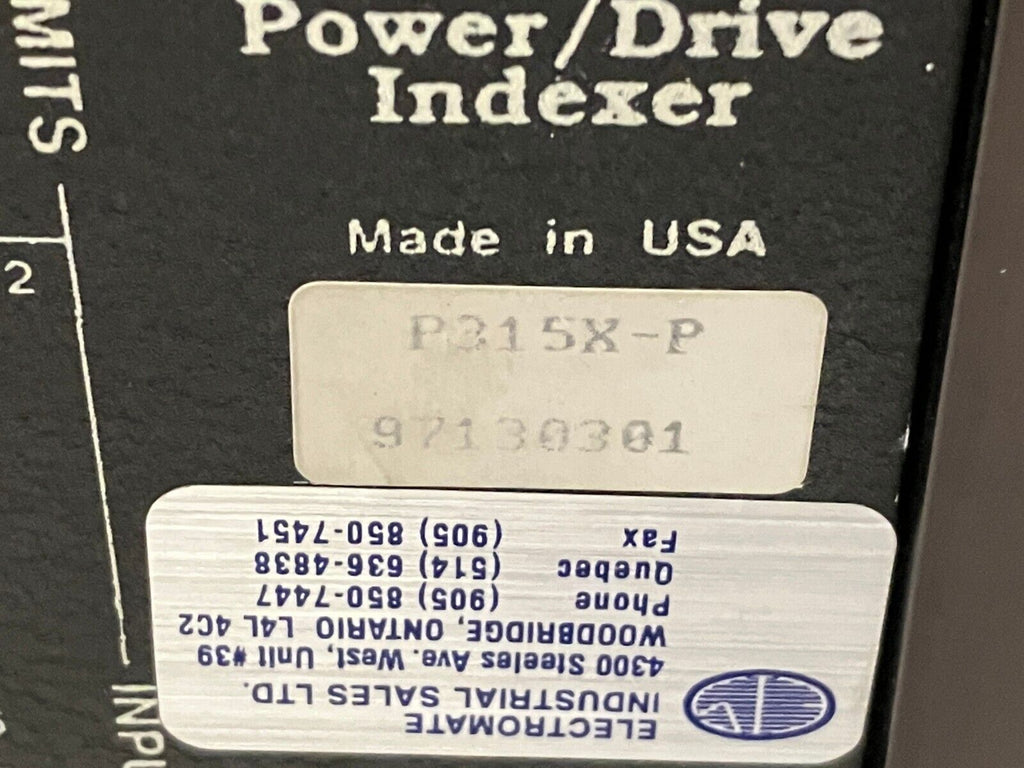 Power/Drive
Indexer
Made in USA
P315X-P
97130301
MITS
2
ELECTROMATE
INDUSTRIAL SALES LTD.
4300 Steeles Ave. West, Unit #39
WOODBRIDGE, ONTARIO L4L 4C2
Phone (905) 850-7447
Quebec (514) 636-4838
Fax (905) 850-7451